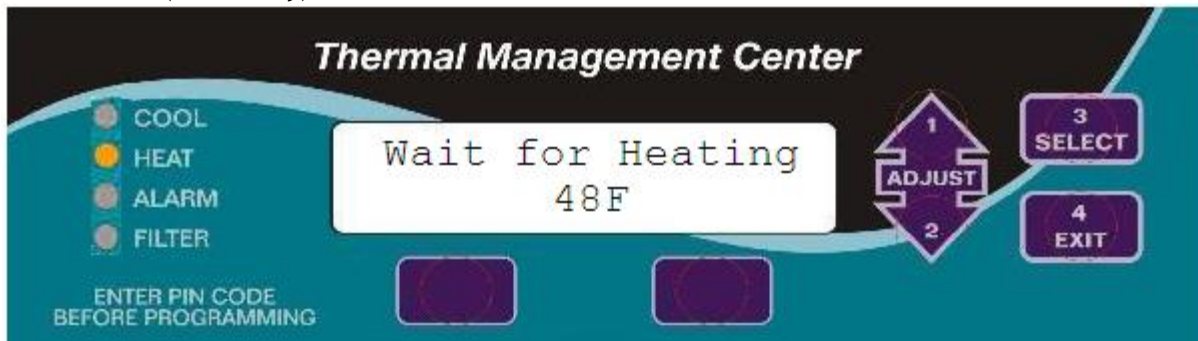 Thermal Management Center
COOL
HEAT
ALARM
FILTER
Wait for Heating
48F
1
ADJUST
2
3
SELECT
4
EXIT
ENTER PIN CODE
BEFORE PROGRAMMING